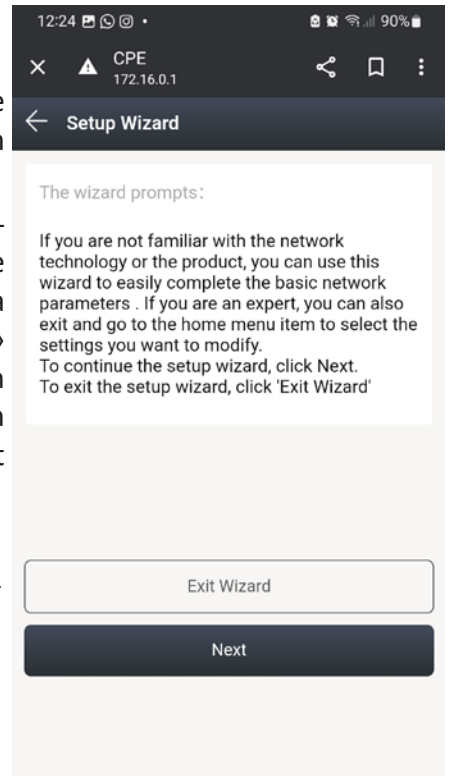 12:24
90%
CPE
172.16.0.1
Setup Wizard
The wizard prompts:
If you are not familiar with the network
technology or the product, you can use this
wizard to easily complete the basic network
parameters . If you are an expert, you can also
exit and go to the home menu item to select the
settings you want to modify.
To continue the setup wizard, click Next.
To exit the setup wizard, click 'Exit Wizard'
Exit Wizard
Next